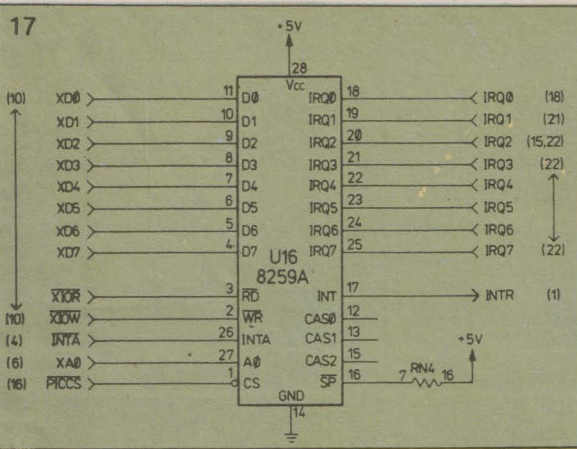 17
+5V
28
Vcc
(10) XD0 11 D0 IRQ0 18 IRQ0 (18)
XD1 10 D1 IRQ1 19 IRQ1 (21)
XD2 9 D2 IRQ2 20 IRQ2 (15,22)
XD3 8 D3 IRQ3 21 IRQ3 (22)
XD4 7 D4 IRQ4 22 IRQ4
XD5 6 D5 IRQ5 23 IRQ5
XD6 5 D6 IRQ6 24 IRQ6
XD7 4 D7 IRQ7 25 IRQ7 (22)
U16
8259A
XIOR 3 RD INT 17 INTR (1)
(10) XIOW 2 WR CAS0 12
(4) INTA 26 INTA CAS1 13
+5V
(6) XA0 27 A0 CAS2 15
(16) PICCS 1 CS SP 16 7 RN4 16
GND
14